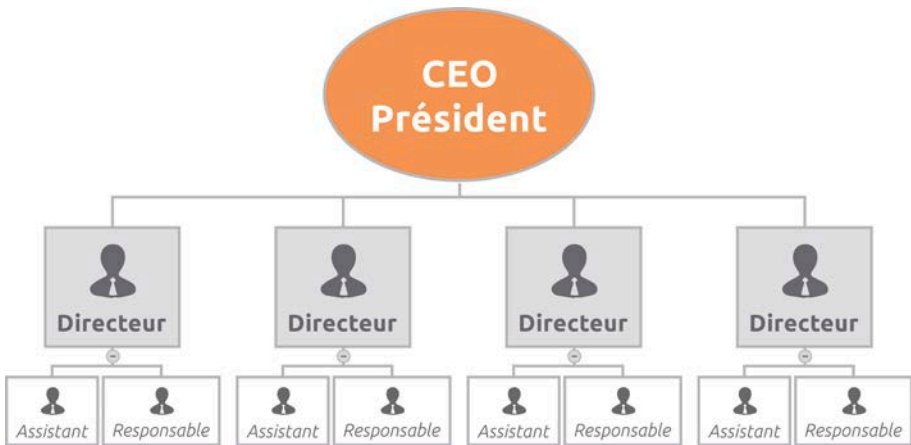 CEO
Président
Directeur
Directeur
Directeur
Directeur
Assistant
Responsable
Assistant
Responsable
Assistant
Responsable
Assistant
Responsable